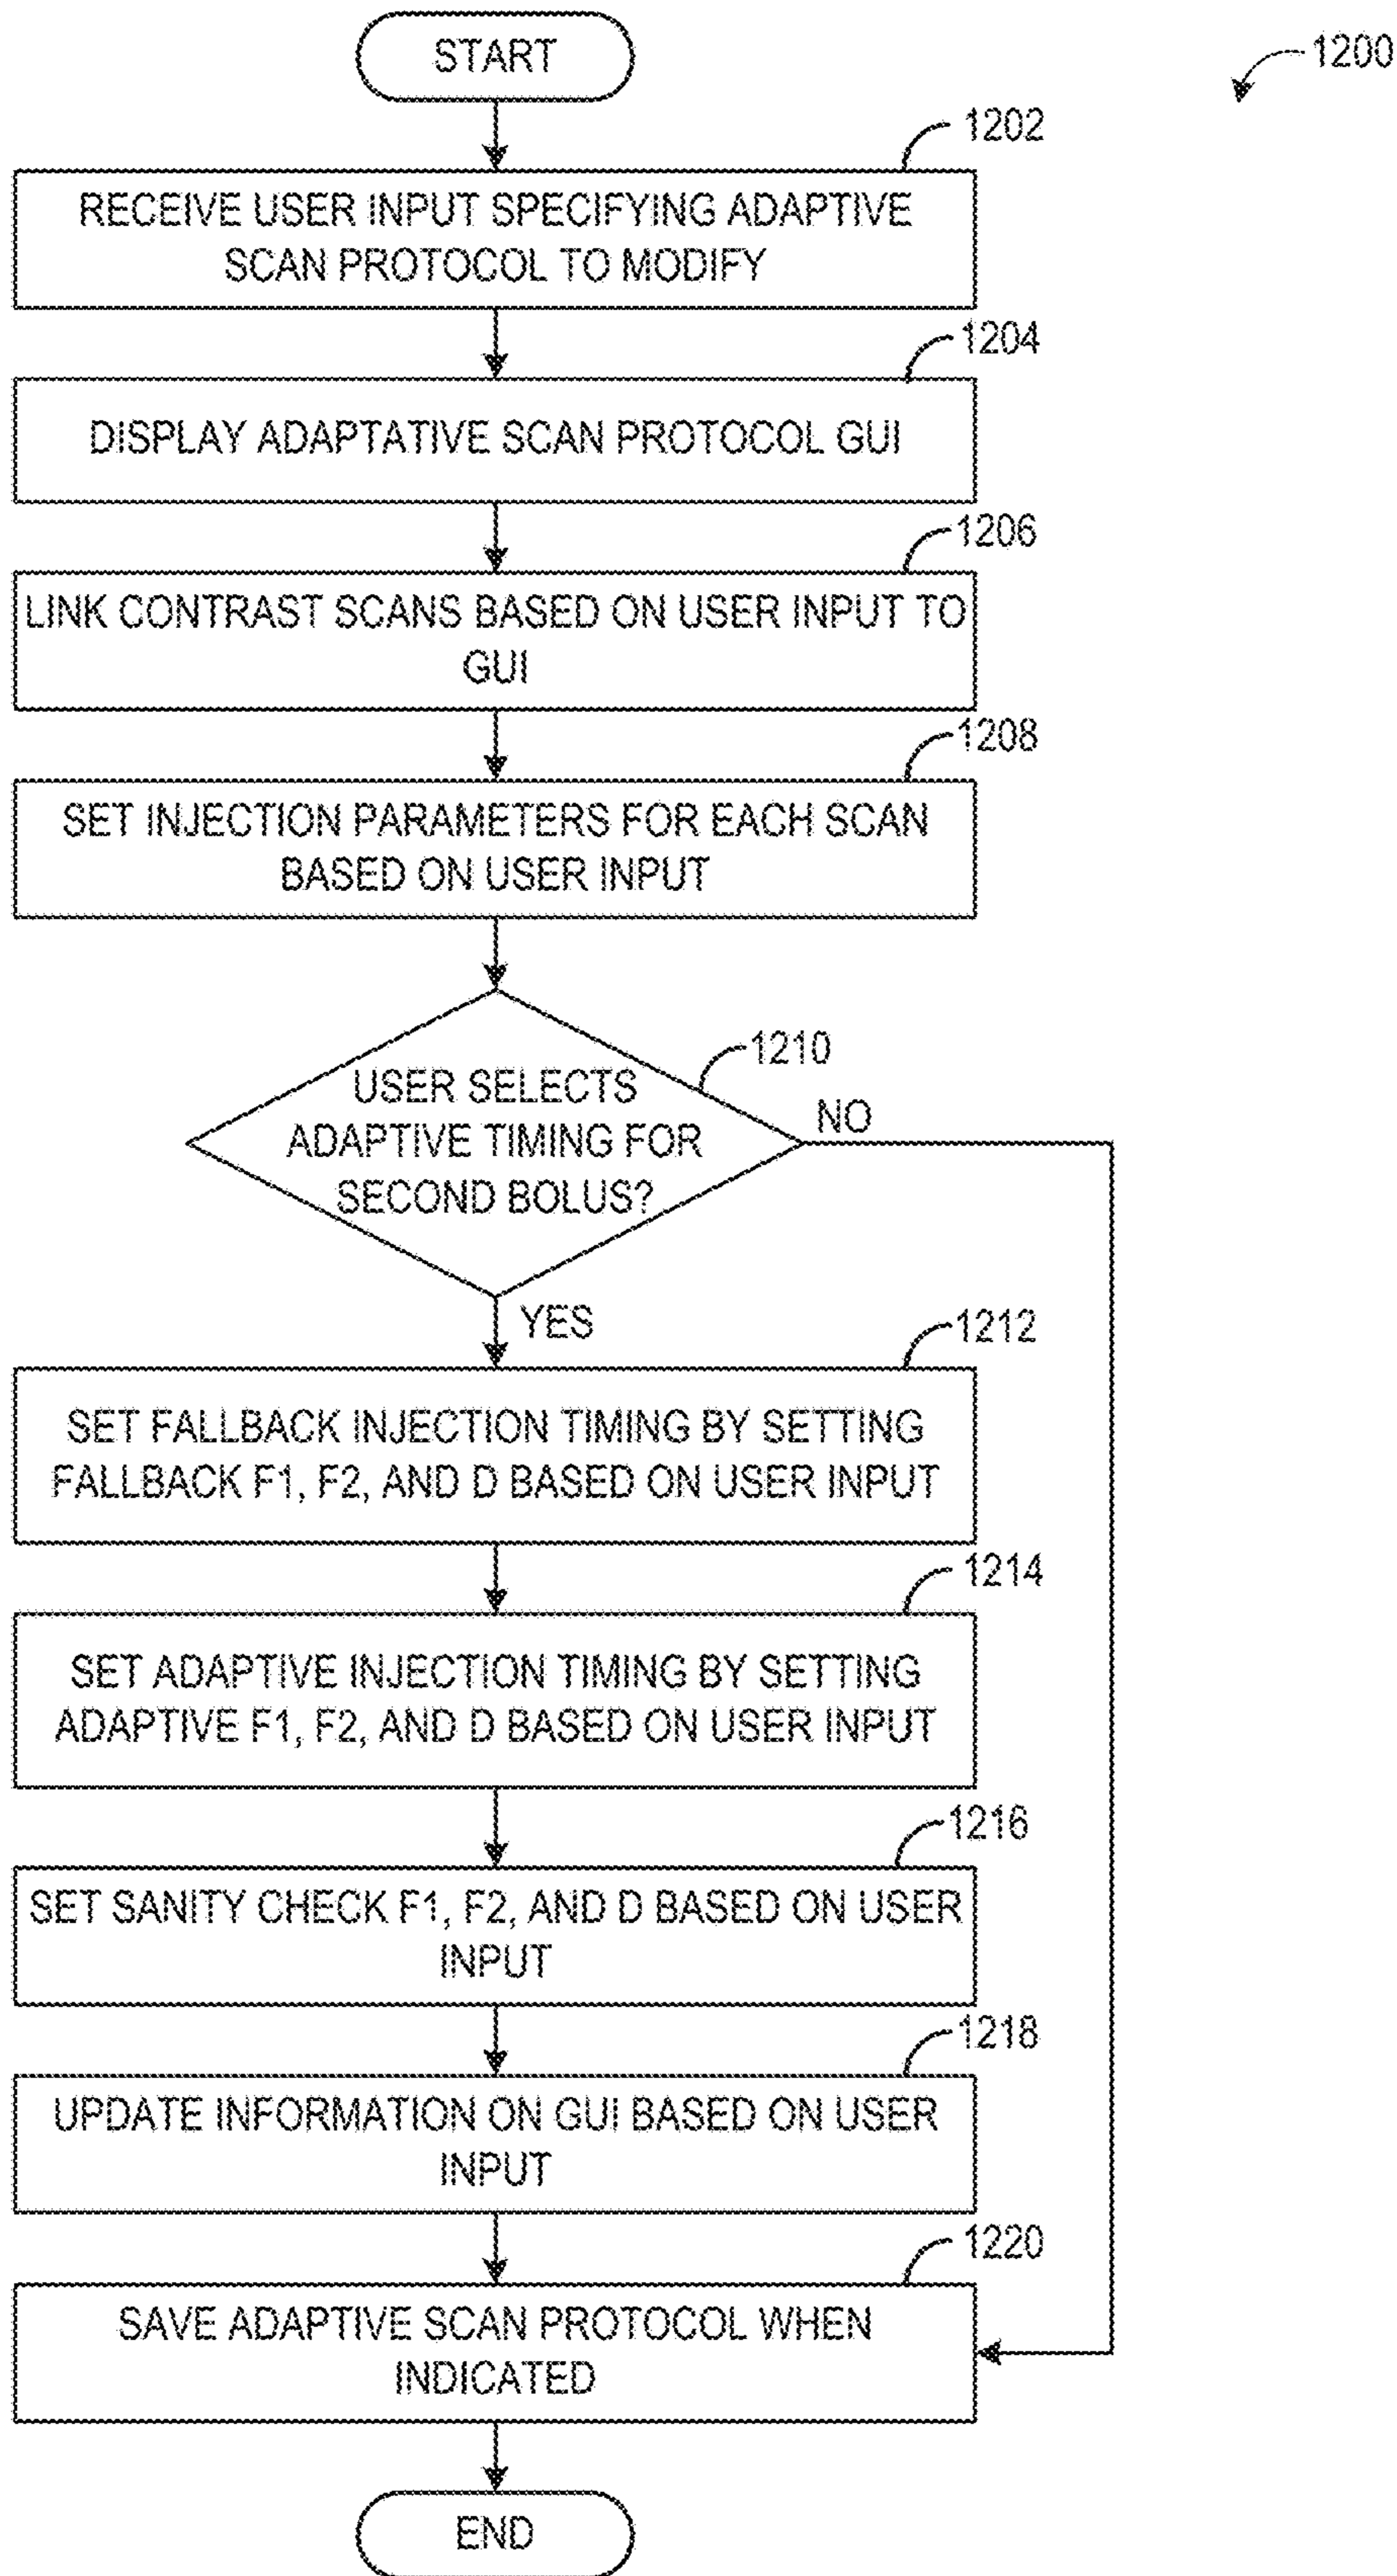 START
1200
1202
RECEIVE USER INPUT SPECIFYING ADAPTIVE
SCAN PROTOCOL TO MODIFY
1204
DISPLAY ADAPTATIVE SCAN PROTOCOL GUI
1206
LINK CONTRAST SCANS BASED ON USER INPUT TO
GUI
1208
SET INJECTION PARAMETERS FOR EACH SCAN
BASED ON USER INPUT
1210
USER SELECTS
ADAPTIVE TIMING FOR
SECOND BOLUS?
NO
YES
1212
SET FALLBACK INJECTION TIMING BY SETTING
FALLBACK F1, F2, AND D BASED ON USER INPUT
1214
SET ADAPTIVE INJECTION TIMING BY SETTING
ADAPTIVE F1, F2, AND D BASED ON USER INPUT
1216
SET SANITY CHECK F1, F2, AND D BASED ON USER
INPUT
1218
UPDATE INFORMATION ON GUI BASED ON USER
INPUT
1220
SAVE ADAPTIVE SCAN PROTOCOL WHEN
INDICATED
END